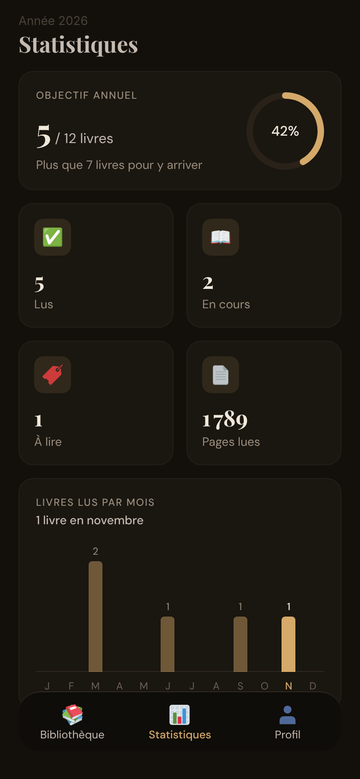 Année 2026
Statistiques
OBJECTIF ANNUEL
5 / 12 livres
42%
Plus que 7 livres pour y arriver
5
Lus
2
En cours
1
À lire
1789
Pages lues
LIVRES LUS PAR MOIS
1 livre en novembre
2
1
1
1
J F M A M J J A S O N D
Bibliothèque
Statistiques
Profil